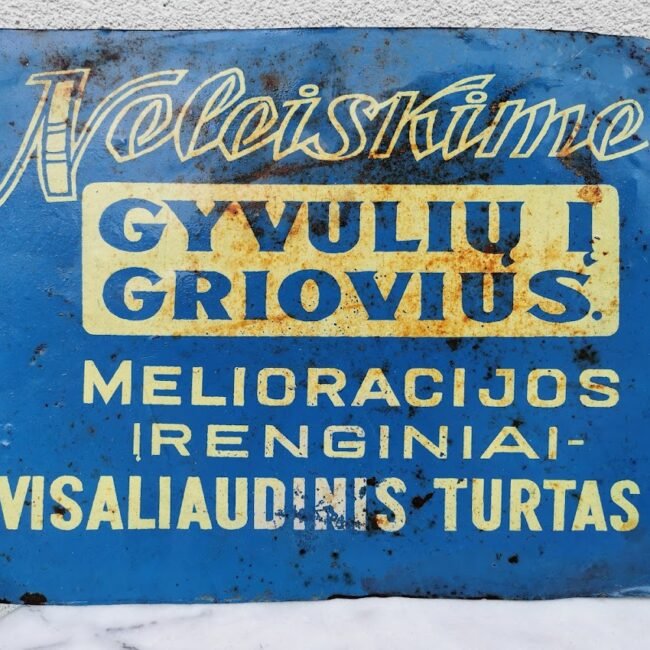 Neleiskime
GYVULIŲ Į
GRIOVIUS.
MELIORACIJOS
ĮRENGINIAI-
VISALIAUDINIS TURTAS